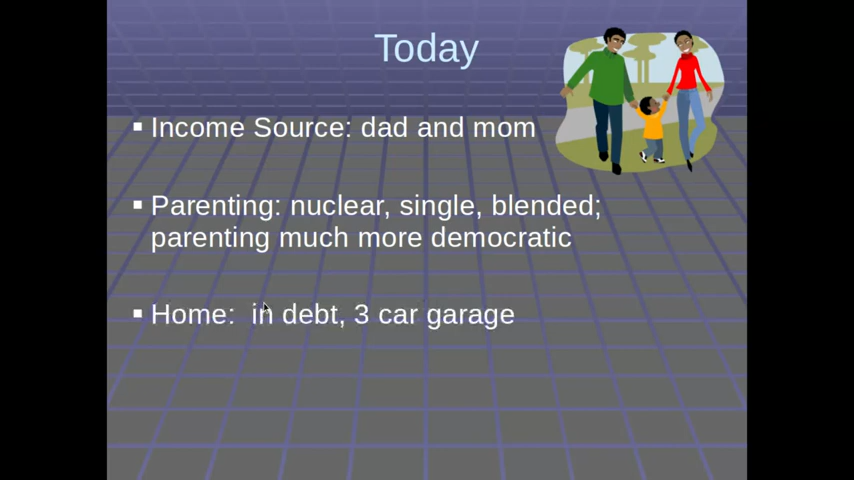 Today
▪ Income Source: dad and mom
▪ Parenting: nuclear, single, blended;
parenting much more democratic
▪ Home:  in debt, 3 car garage